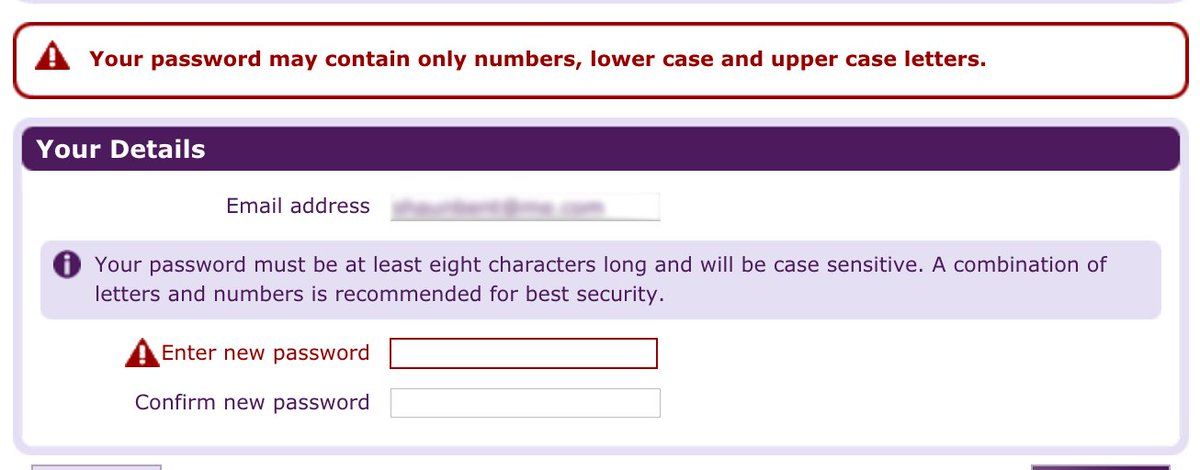 Your password may contain only numbers, lower case and upper case letters.
Your Details
Email address
Your password must be at least eight characters long and will be case sensitive. A combination of
letters and numbers is recommended for best security.
Enter new password
Confirm new password